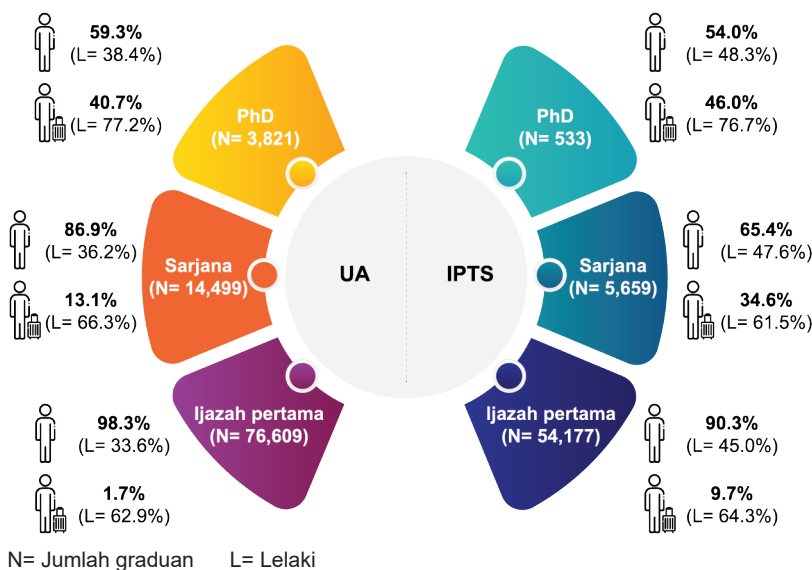 59.3%
(L= 38.4%)
40.7%
(L= 77.2%)
PhD
(N= 3,821)
86.9%
(L= 36.2%)
13.1%
(L= 66.3%)
Sarjana
(N= 14,499)
98.3%
(L= 33.6%)
1.7%
(L= 62.9%)
Ijazah pertama
(N= 76,609)
UA
IPTS
PhD
(N= 533)
54.0%
(L= 48.3%)
46.0%
(L= 76.7%)
Sarjana
(N= 5,659)
65.4%
(L= 47.6%)
34.6%
(L= 61.5%)
Ijazah pertama
(N= 54,177)
90.3%
(L= 45.0%)
9.7%
(L= 64.3%)
N= Jumlah graduan L= Lelaki